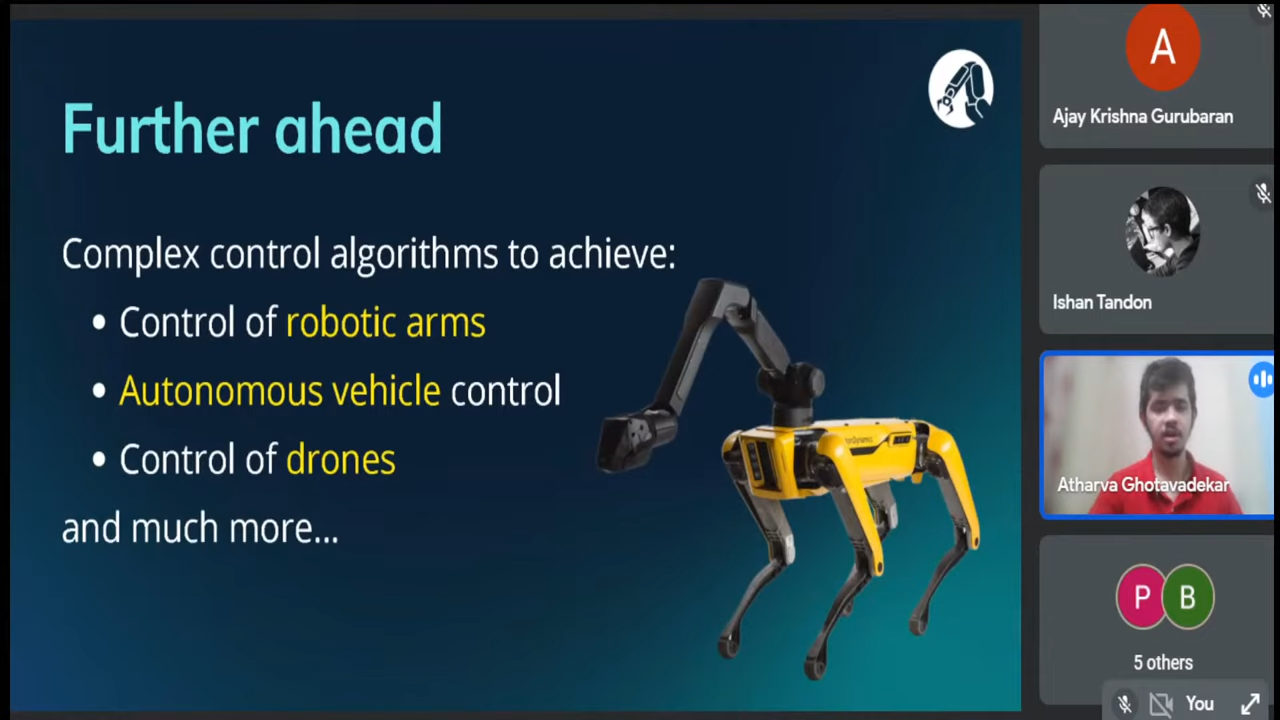 Further ahead
Complex control algorithms to achieve:
• Control of robotic arms
• Autonomous vehicle control
• Control of drones
and much more...
A
Ajay Krishna Gurubaran
Ishan Tandon
Atharva Ghotavadekar
P B
5 others
You